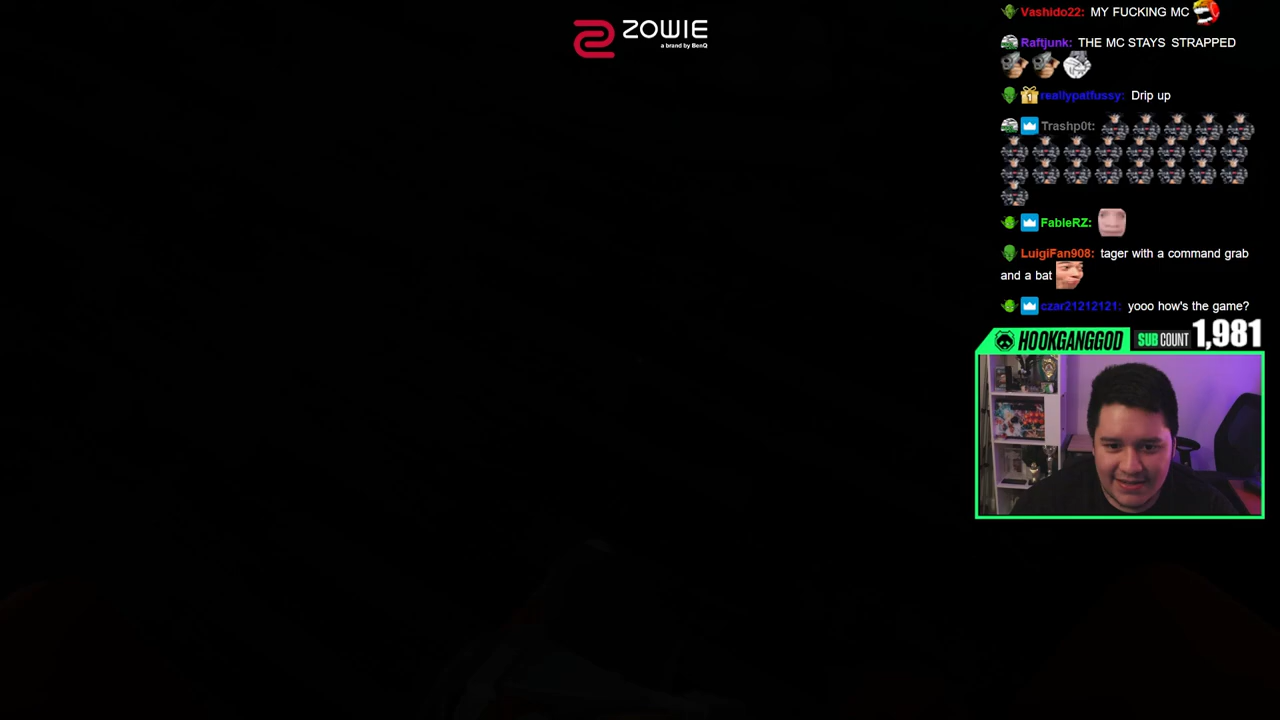 ZOWIE
a brand by BenQ
Vashido22: MY FUCKING MC
Raftjunk: THE MC STAYS STRAPPED
reallypatfussy: Drip up
Trashp0t:
FableRZ:
LuigiFan908: tager with a command grab
and a bat
czar21212121: yooo how's the game?
HOOKGANGGOD SUB COUNT 1,981